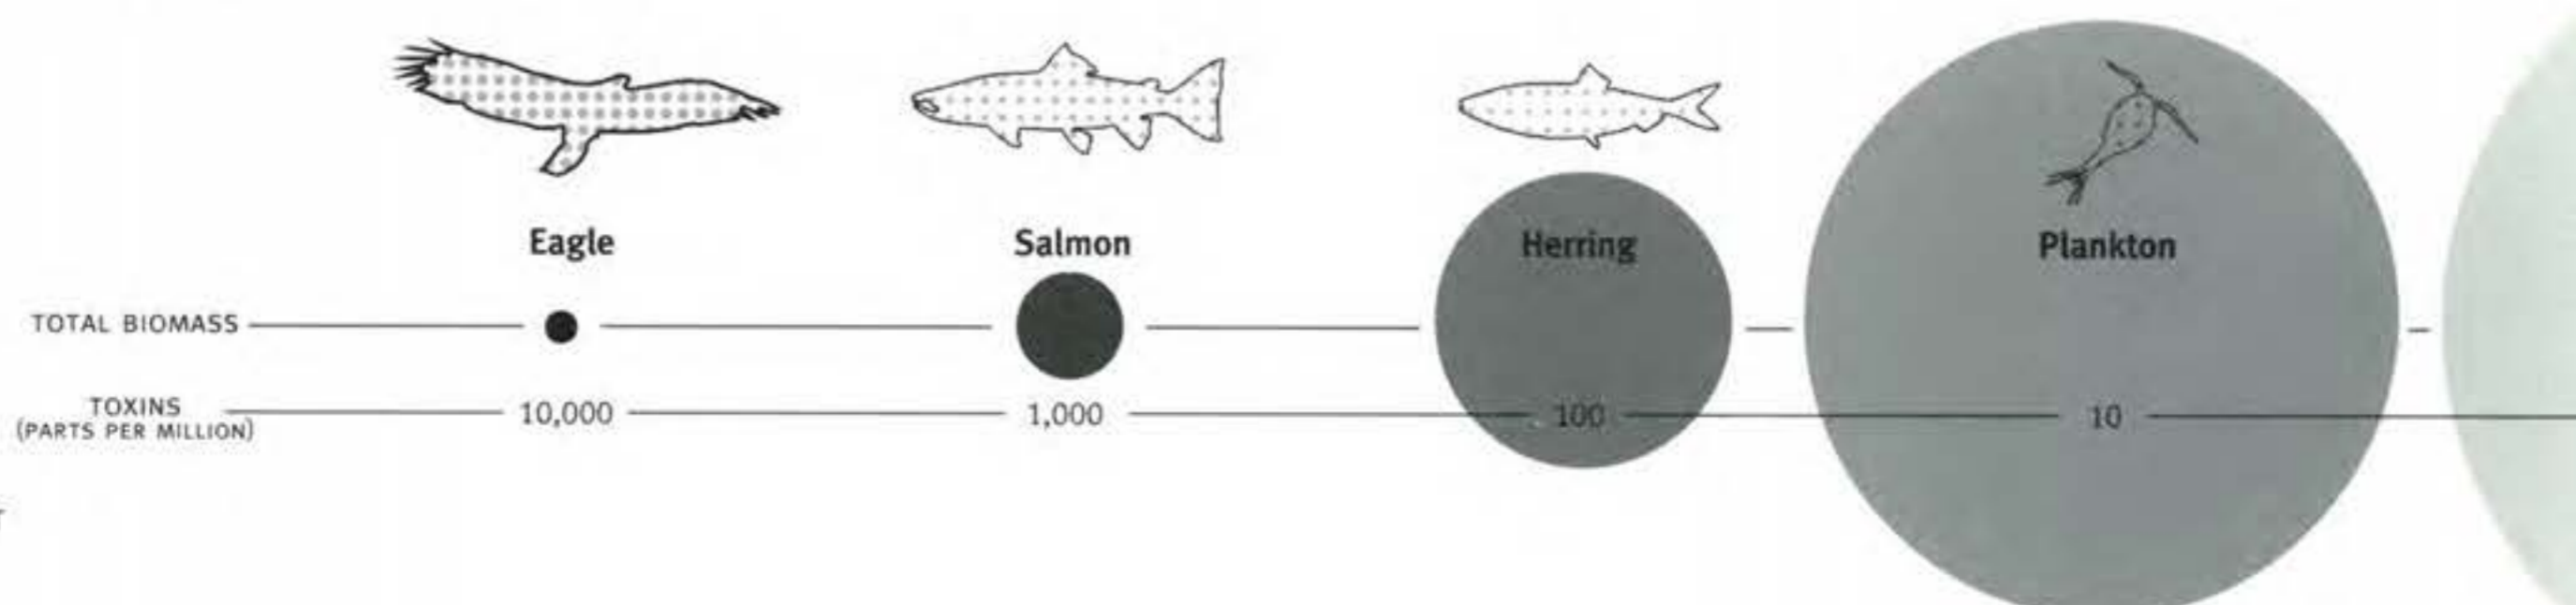 Eagle
Salmon
Herring
Plankton
TOTAL BIOMASS
TOXINS
(PARTS PER MILLION)
10,000
1,000
100
10